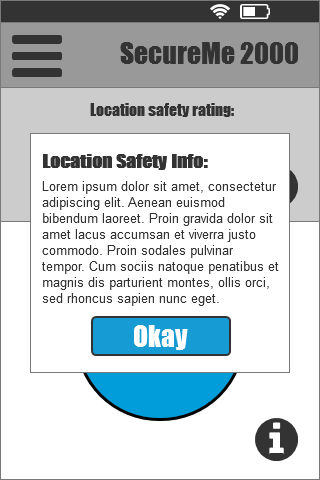 SecureMe 2000
Location safety rating:
Location Safety Info:
Lorem ipsum dolor sit amet, consectetur
adipiscing elit. Aenean euismod
bibendum laoreet. Proin gravida dolor sit
amet lacus accumsan et viverra justo
commodo. Proin sodales pulvinar
tempor. Cum sociis natoque penatibus et
magnis dis parturient montes, ollis orci,
sed rhoncus sapien nunc eget.
Okay